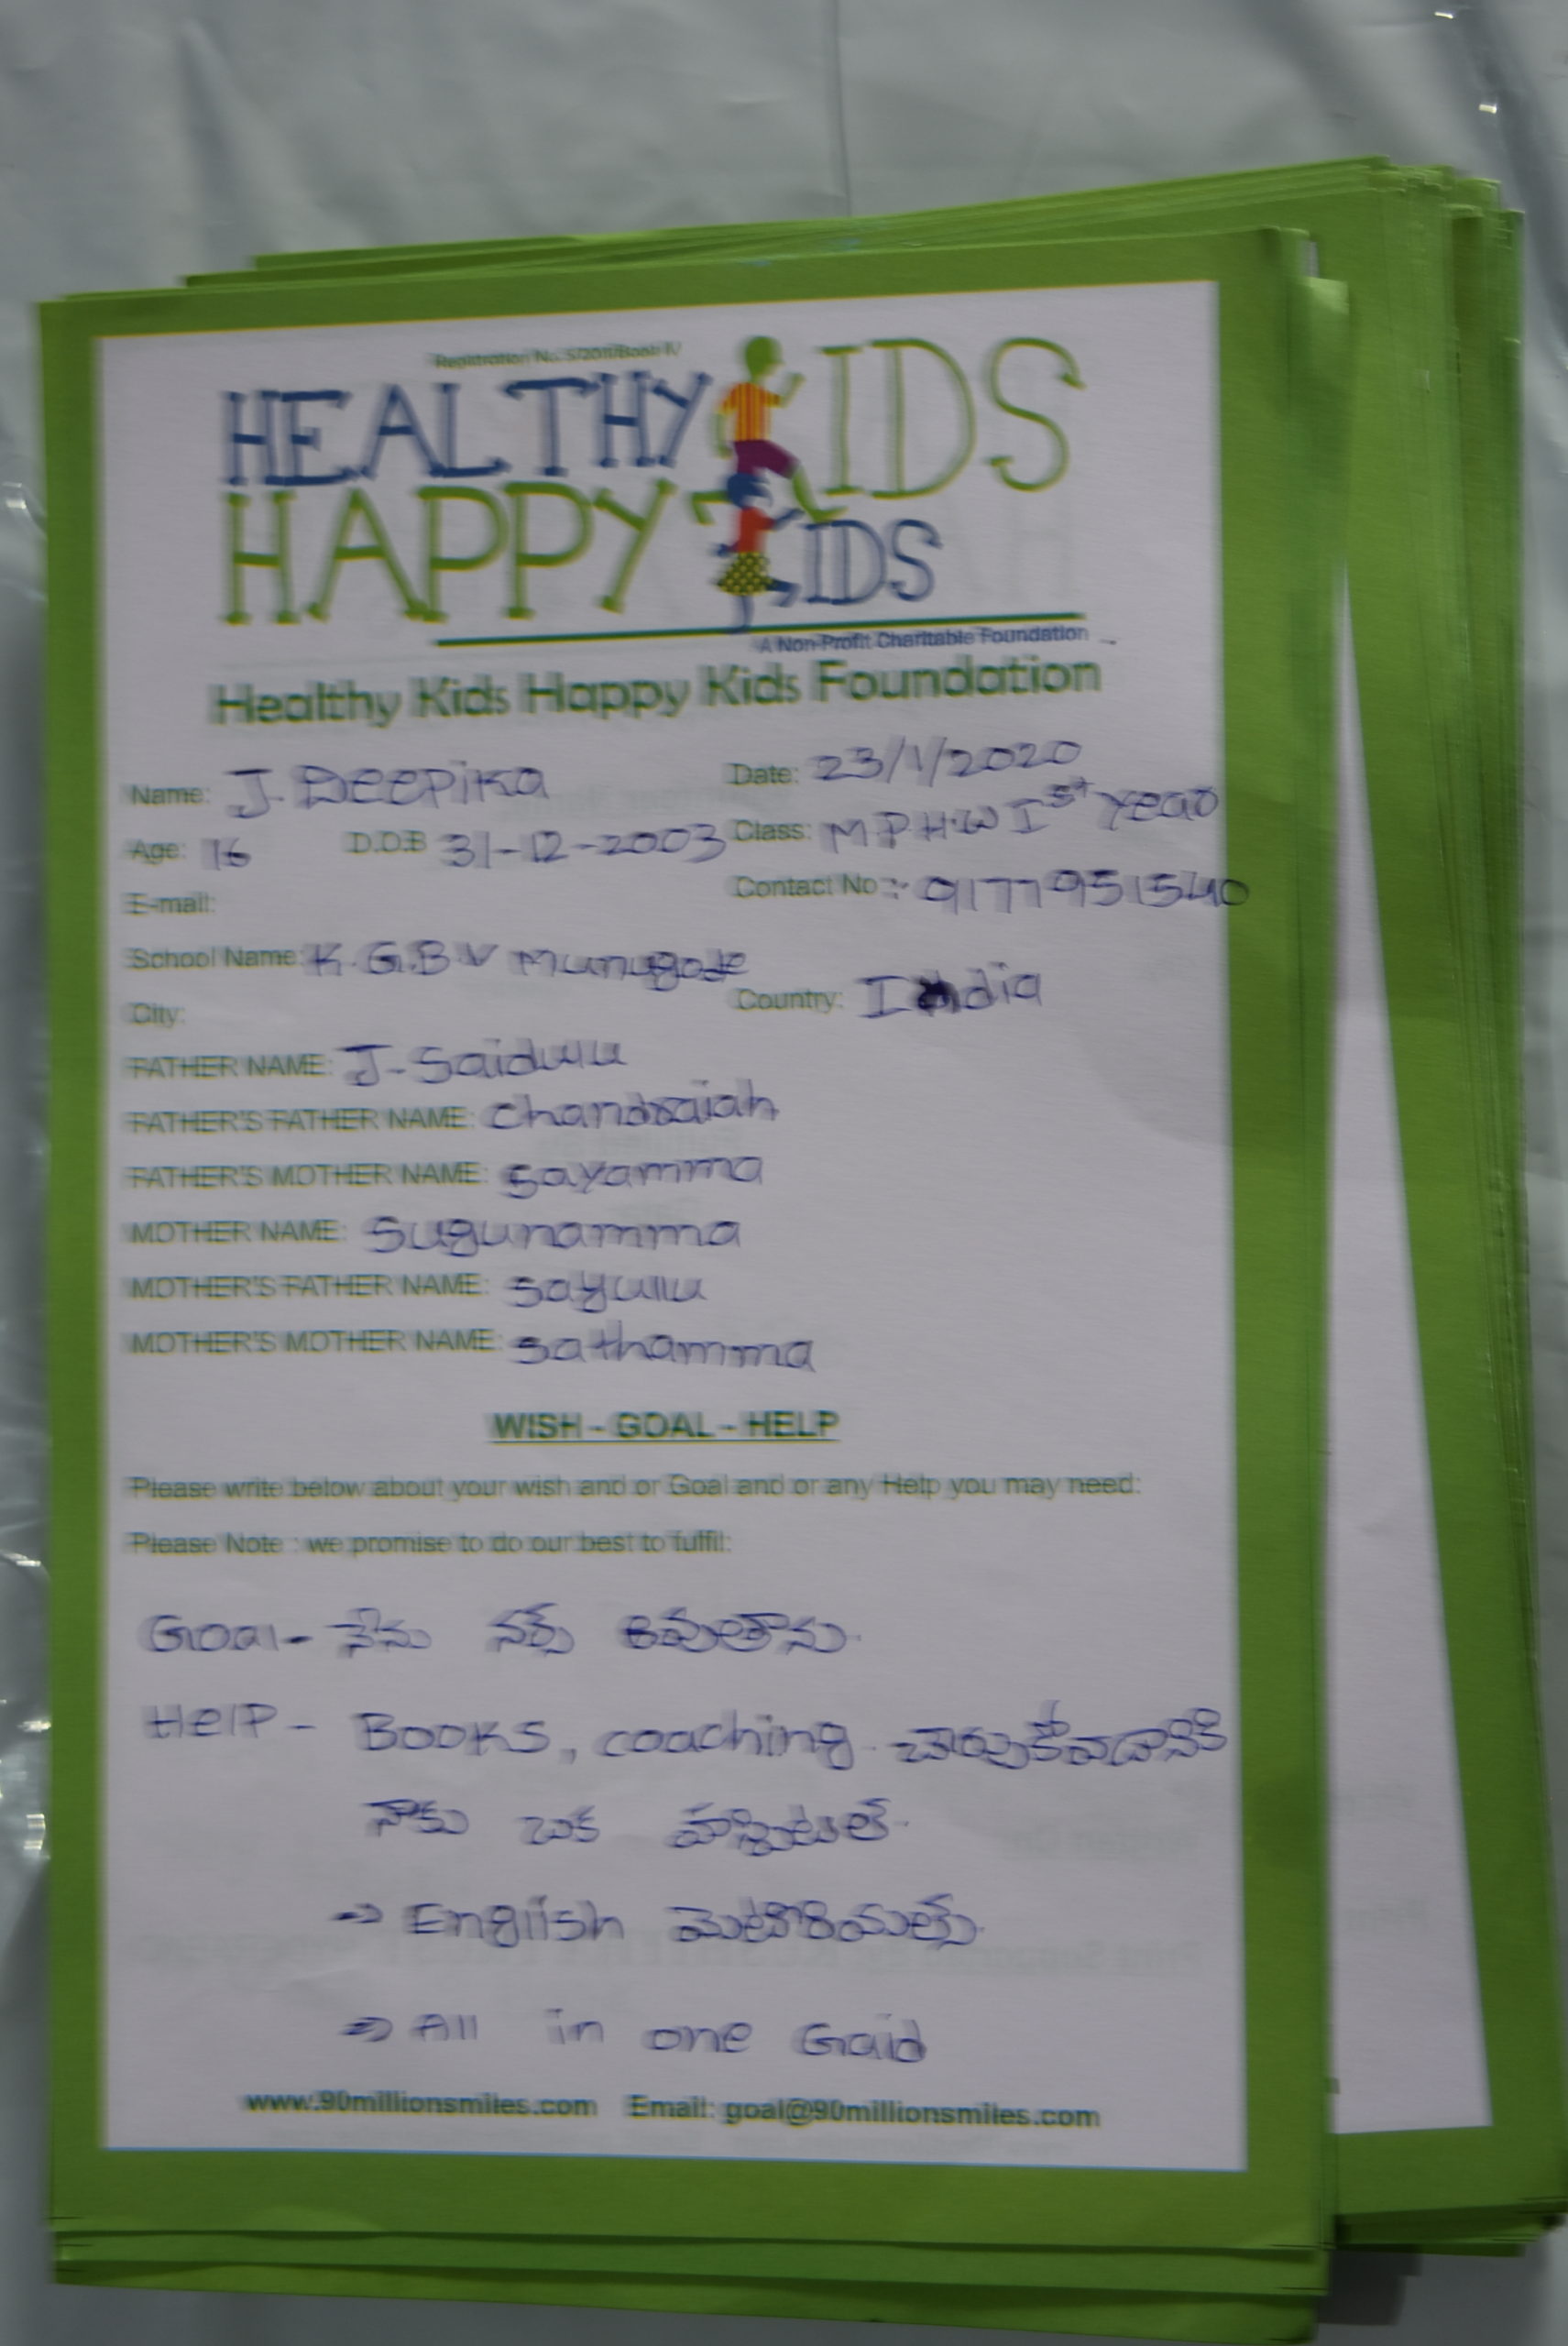 Registration No. 5/2011/Book IV
HEALTHY KIDS
HAPPY KIDS
A Non-Profit Charitable Foundation
Healthy Kids Happy Kids Foundation
Name: J. DeePika Date: 23/1/2020
Age: 16 D.O.B 31-12-2003 Class: M P H.W I st year
E-mail: Contact No :- 9177951540
School Name: K.G.B V Munugode
City: Country: India
FATHER NAME: J. Saidulu
FATHER'S FATHER NAME: Chandraiah
FATHER'S MOTHER NAME: sayamma
MOTHER NAME: Sugunamma
MOTHER'S FATHER NAME: sayulu
MOTHER'S MOTHER NAME: sathamma
WISH - GOAL - HELP
Please write below about your wish and or Goal and or any Help you may need:
Please Note : we promise to do our best to fulfil:
Goal - నేను నర్స్ అవుతాను.
HelP - Books, coaching
నాకు ఒక
⇒ English
⇒ All in one Gaid
www.90millionsmiles.com Email: goal@90millionsmiles.com